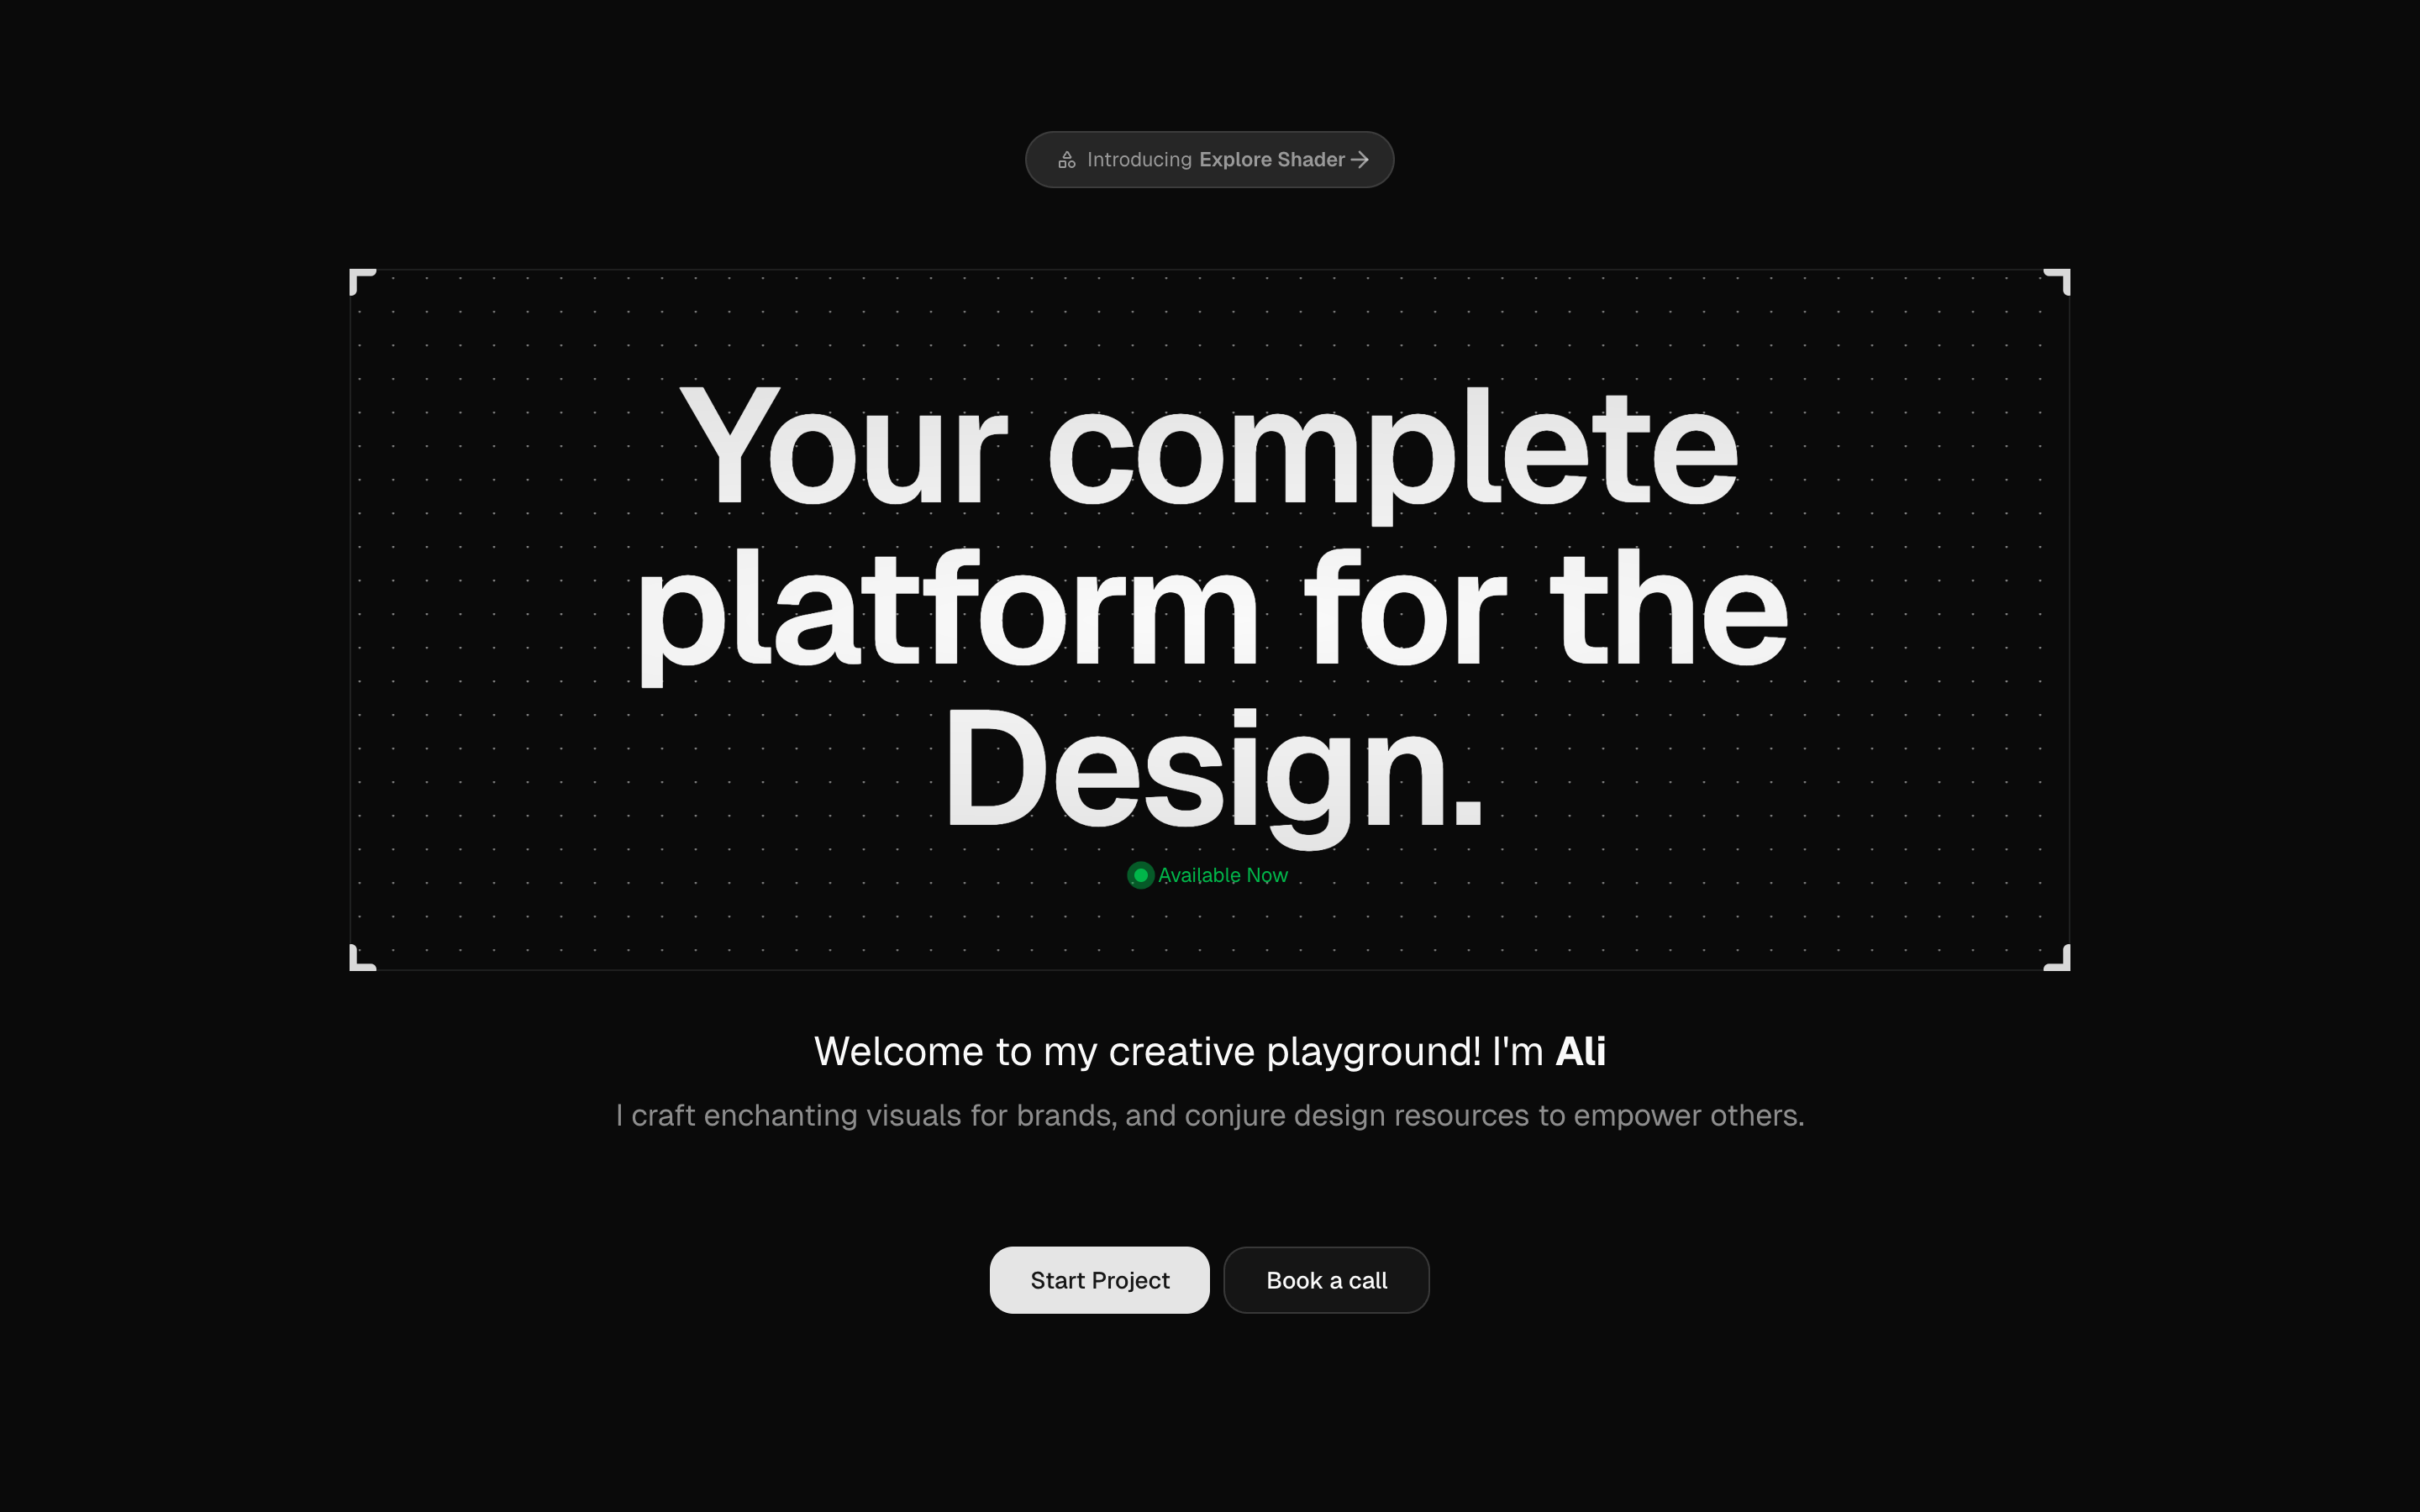 Introducing Explore Shader
Your complete
platform for the
Design.
Available Now
Welcome to my creative playground! I'm Ali
I craft enchanting visuals for brands, and conjure design resources to empower others.
Start Project
Book a call